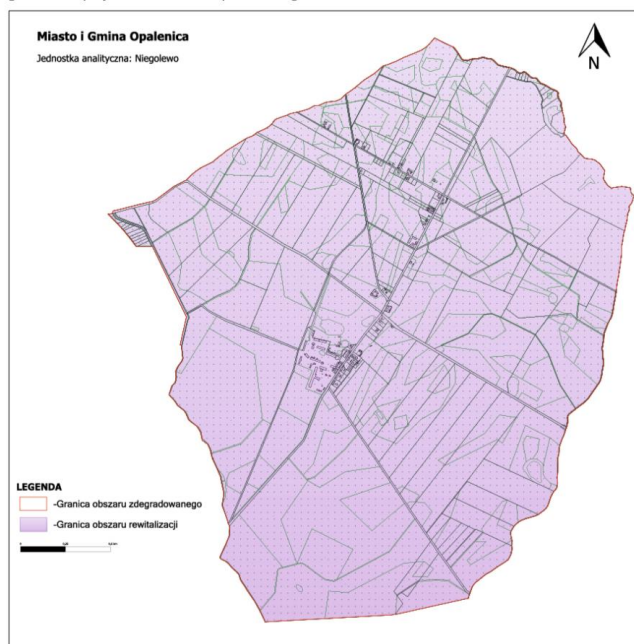 Miasto i Gmina Opalenica
Jednostka analityczna: Niegolewo
N
LEGENDA
-Granica obszaru zdegradowanego
-Granica obszaru rewitalizacji